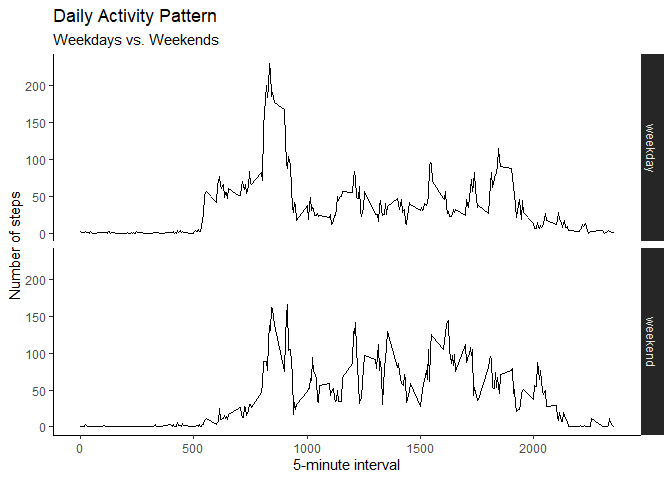 Daily Activity Pattern
Weekdays vs. Weekends
Number of steps
200
150
100
50
0
weekday
200
150
100
50
0
weekend
0 500 1000 1500 2000
5-minute interval